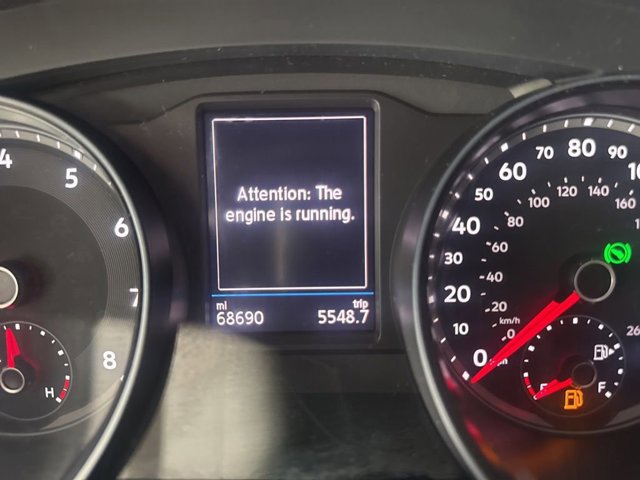 Attention: The
engine is running.
mi trip
68690 5548.7
4 5 6 7 8
H
0 10 20 30 40 50 60 70 80 90
0 20 40 60 80 100 120 140 160
km/h
F